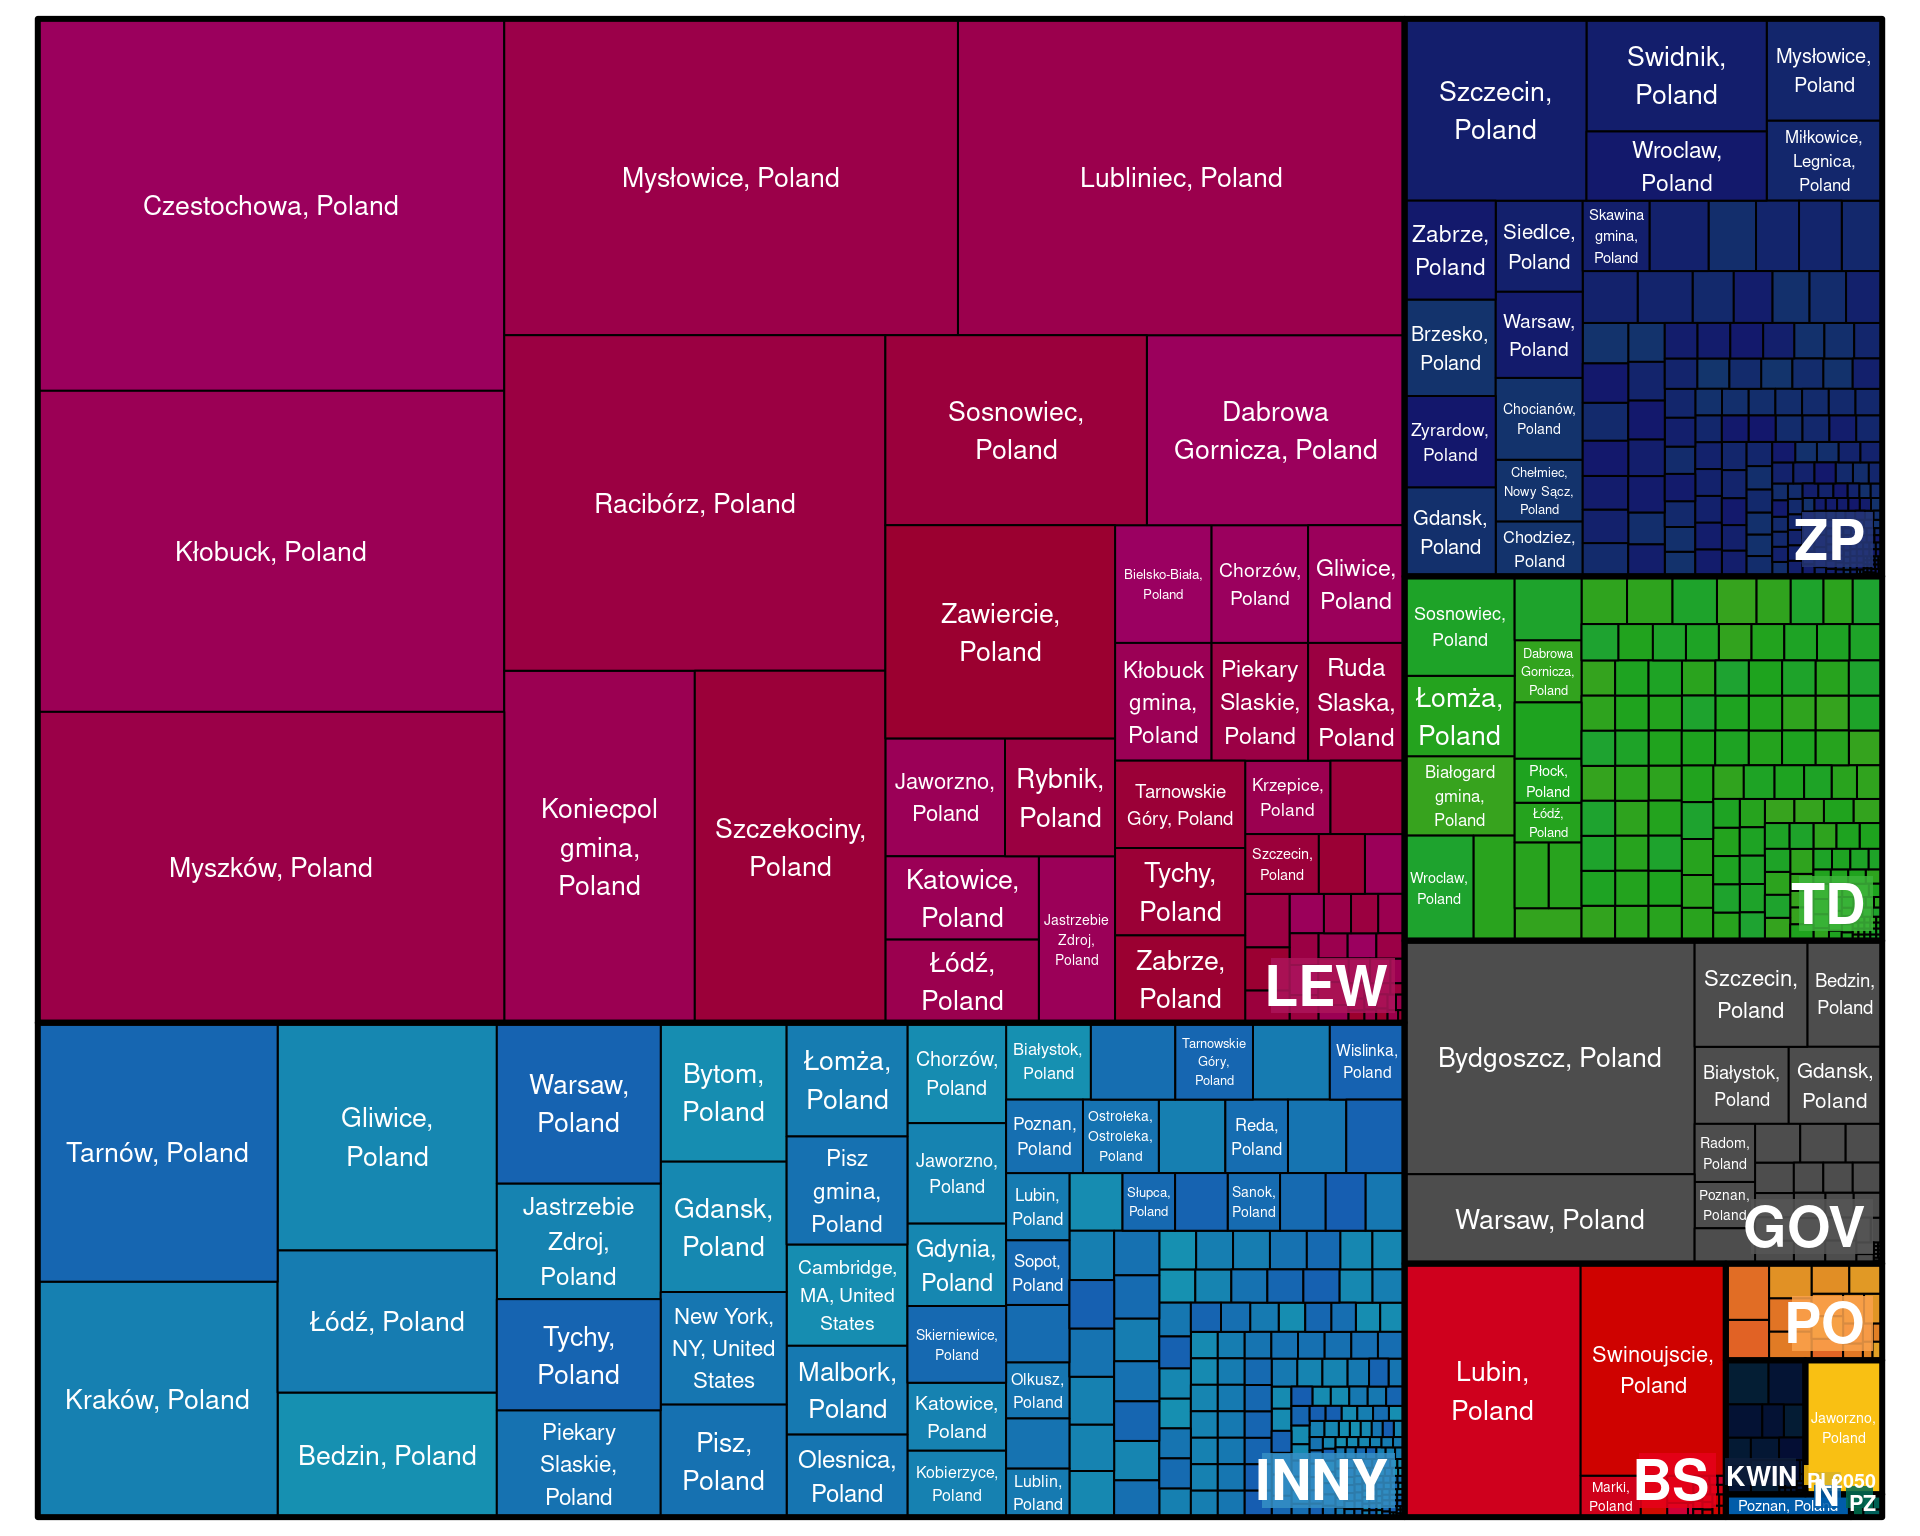 Czestochowa, Poland
Mysłowice, Poland
Lubliniec, Poland
Kłobuck, Poland
Myszków, Poland
Racibórz, Poland
Sosnowiec,
Poland
Dabrowa
Gornicza, Poland
Koniecpol
gmina,
Poland
Szczekociny,
Poland
Zawiercie,
Poland
Bielsko-Biała,
Poland
Chorzów,
Poland
Gliwice,
Poland
Kłobuck
gmina,
Poland
Piekary
Slaskie,
Poland
Ruda
Slaska,
Poland
Jaworzno,
Poland
Rybnik,
Poland
Katowice,
Poland
Łódź,
Poland
Jastrzebie
Zdroj,
Poland
Tarnowskie
Góry, Poland
Krzepice,
Poland
Tychy,
Poland
Szczecin,
Poland
Zabrze,
Poland
LEW
Szczecin,
Poland
Swidnik,
Poland
Mysłowice,
Poland
Wroclaw,
Poland
Miłkowice,
Legnica,
Poland
Zabrze,
Poland
Siedlce,
Poland
Skawina
gmina,
Poland
Brzesko,
Poland
Warsaw,
Poland
Zyrardow,
Poland
Chocianów,
Poland
Chełmiec,
Nowy Sącz,
Poland
Gdansk,
Poland
Chodziez,
Poland
ZP
Sosnowiec,
Poland
Dabrowa
Gornicza,
Poland
Łomża,
Poland
Białogard
gmina,
Poland
Płock,
Poland
Łódź,
Poland
Wroclaw,
Poland
TD
Bydgoszcz, Poland
Szczecin,
Poland
Bedzin,
Poland
Białystok,
Poland
Gdansk,
Poland
Radom,
Poland
Poznan,
Poland
Warsaw, Poland
GOV
Tarnów, Poland
Kraków, Poland
Gliwice,
Poland
Łódź, Poland
Bedzin, Poland
Warsaw,
Poland
Jastrzebie
Zdroj,
Poland
Tychy,
Poland
Piekary
Slaskie,
Poland
Bytom,
Poland
Gdansk,
Poland
New York,
NY, United
States
Pisz,
Poland
Łomża,
Poland
Pisz
gmina,
Poland
Cambridge,
MA, United
States
Malbork,
Poland
Olesnica,
Poland
Chorzów,
Poland
Jaworzno,
Poland
Gdynia,
Poland
Skierniewice,
Poland
Katowice,
Poland
Kobierzyce,
Poland
Białystok,
Poland
Tarnowskie
Góry,
Poland
Wislinka,
Poland
Poznan,
Poland
Ostrołeka,
Ostroleka,
Poland
Reda,
Poland
Lubin,
Poland
Słupca,
Poland
Sanok,
Poland
Sopot,
Poland
Olkusz,
Poland
Lublin,
Poland
INNY
Lubin,
Poland
Swinoujscie,
Poland
Marki,
Poland
BS
PO
KWIN
Jaworzno,
Poland
PL2050
Poznan, Poland
N
PZ